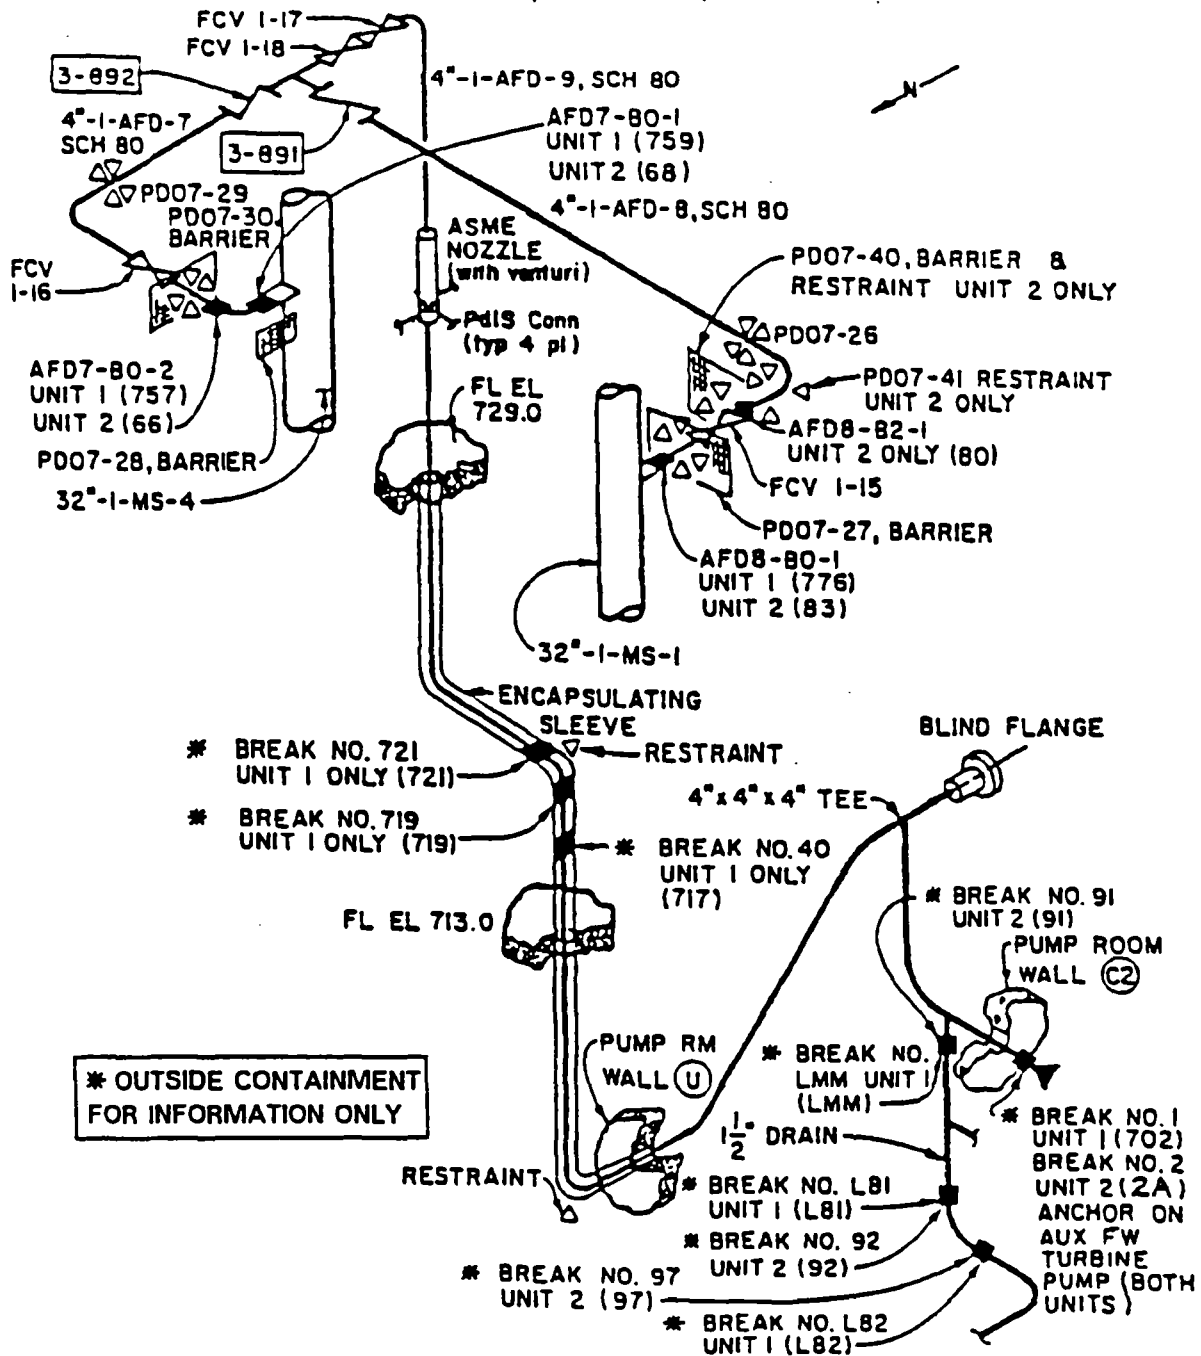 FCV 1-17
FCV 1-18
3-892
4"-1-AFD-9, SCH 80
N
4"-1-AFD-7
SCH 80
3-891
AFD7-BO-1
UNIT 1 (759)
UNIT 2 (68)
PD07-29
PD07-30
BARRIER
4"-1-AFD-8, SCH 80
ASME
NOZZLE
(with venturi)
FCV
1-16
PD07-40, BARRIER &
RESTRAINT UNIT 2 ONLY
PdIS Conn
(typ 4 pl)
PD07-26
AFD7-BO-2
UNIT 1 (757)
UNIT 2 (66)
FL EL
729.0
PD07-41 RESTRAINT
UNIT 2 ONLY
AFD8-B2-1
UNIT 2 ONLY (80)
PD07-28, BARRIER
FCV 1-15
32"-1-MS-4
PD07-27, BARRIER
AFD8-BO-1
UNIT 1 (776)
UNIT 2 (83)
32"-1-MS-1
ENCAPSULATING
SLEEVE
RESTRAINT
BLIND FLANGE
* BREAK NO. 721
UNIT 1 ONLY (721)
4"x 4"x 4" TEE
* BREAK NO. 719
UNIT 1 ONLY (719)
* BREAK NO. 40
UNIT 1 ONLY
(717)
* BREAK NO. 91
UNIT 2 (91)
FL EL 713.0
PUMP ROOM
WALL C2
PUMP RM
WALL U
* BREAK NO.
LMM UNIT 1
(LMM)
* OUTSIDE CONTAINMENT
FOR INFORMATION ONLY
* BREAK NO. 1
UNIT 1 (702)
BREAK NO. 2
UNIT 2 (2A)
ANCHOR ON
AUX FW
TURBINE
PUMP (BOTH
UNITS)
1 1/2" DRAIN
RESTRAINT
* BREAK NO. L81
UNIT 1 (L81)
* BREAK NO. 92
UNIT 2 (92)
* BREAK NO. 97
UNIT 2 (97)
* BREAK NO. L82
UNIT 1 (L82)